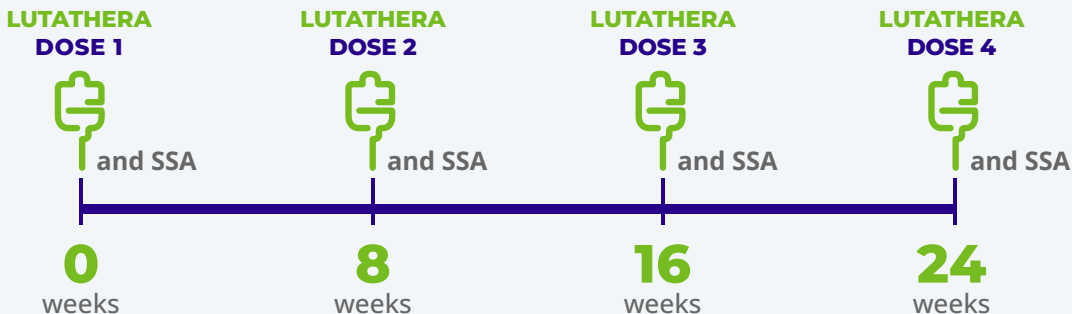 LUTATHERA LUTATHERA LUTATHERA LUTATHERA
DOSE 1 DOSE 2 DOSE 3 DOSE 4
and SSA and SSA and SSA and SSA
0 8 16 24
weeks weeks weeks weeks